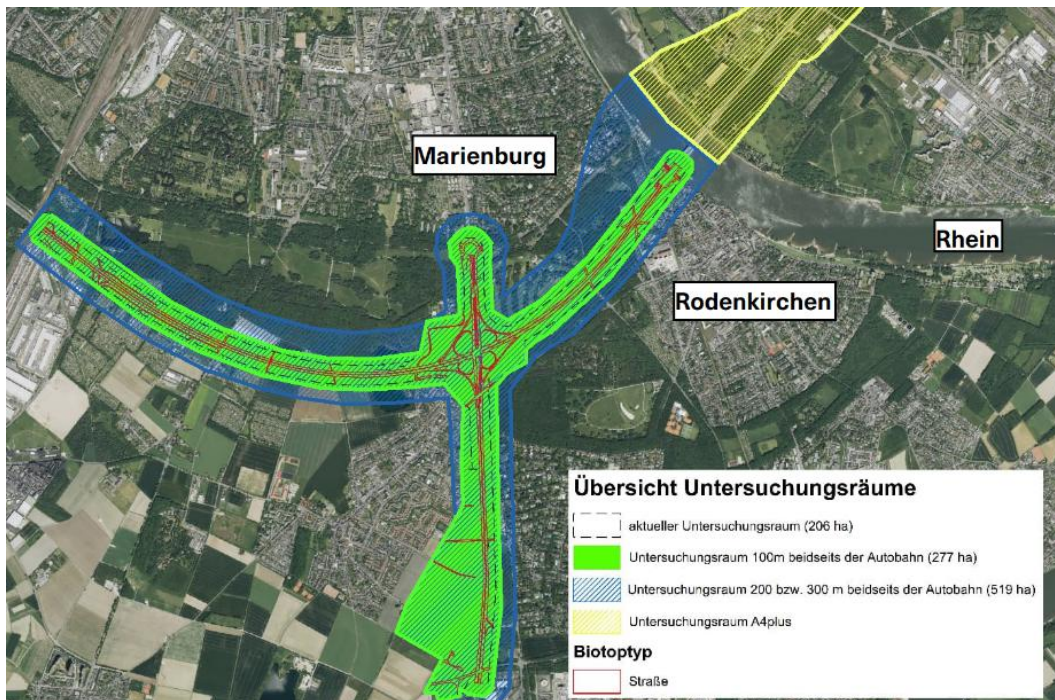 Marienburg
Rhein
Rodenkirchen
Übersicht Untersuchungsräume
aktueller Untersuchungsraum (206 ha)
Untersuchungsraum 100m beidseits der Autobahn (277 ha)
Untersuchungsraum 200 bzw. 300 m beidseits der Autobahn (519 ha)
Untersuchungsraum A4plus
Biotoptyp
Straße